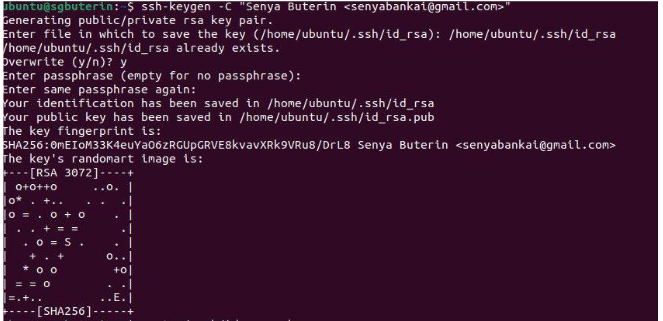 ubuntu@sgbuterin:~$ ssh-keygen -C "Senya Buterin <senyabankai@gmail.com>"
Generating public/private rsa key pair.
Enter file in which to save the key (/home/ubuntu/.ssh/id_rsa): /home/ubuntu/.ssh/id_rsa
/home/ubuntu/.ssh/id_rsa already exists.
Overwrite (y/n)? y
Enter passphrase (empty for no passphrase):
Enter same passphrase again:
Your identification has been saved in /home/ubuntu/.ssh/id_rsa
Your public key has been saved in /home/ubuntu/.ssh/id_rsa.pub
The key fingerprint is:
SHA256:0mEIoM33K4euYaO6zRGUpGRVE8kvavXRk9VRu8/DrL8 Senya Buterin <senyabankai@gmail.com>
The key's randomart image is:
+---[RSA 3072]----+
| o+o++o     ..o. |
|o* . +..   . .  .|
|o = . o + o    . |
| . . + = =      .|
|  . o = S .    . |
|   + . +      o..|
|  * o o        +o|
| = = o        . .|
|=.+..        ..E.|
+----[SHA256]-----+